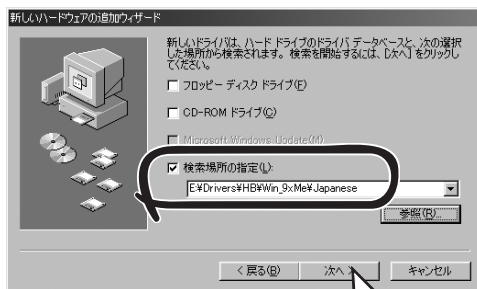 新しいハードウェアの追加ウィザード
新しいドライバは、ハード ドライブのドライバ データベースと、次の選択
した場所から検索されます。検索を開始するには、[次へ] をクリックし
てください。
フロッピー ディスク ドライブ(F)
CD-ROM ドライブ(C)
Microsoft Windows Update(M)
検索場所の指定(L):
E:¥Drivers¥HB¥Win_9xMe¥Japanese
参照(R)...
< 戻る(B)
次へ >
キャンセル